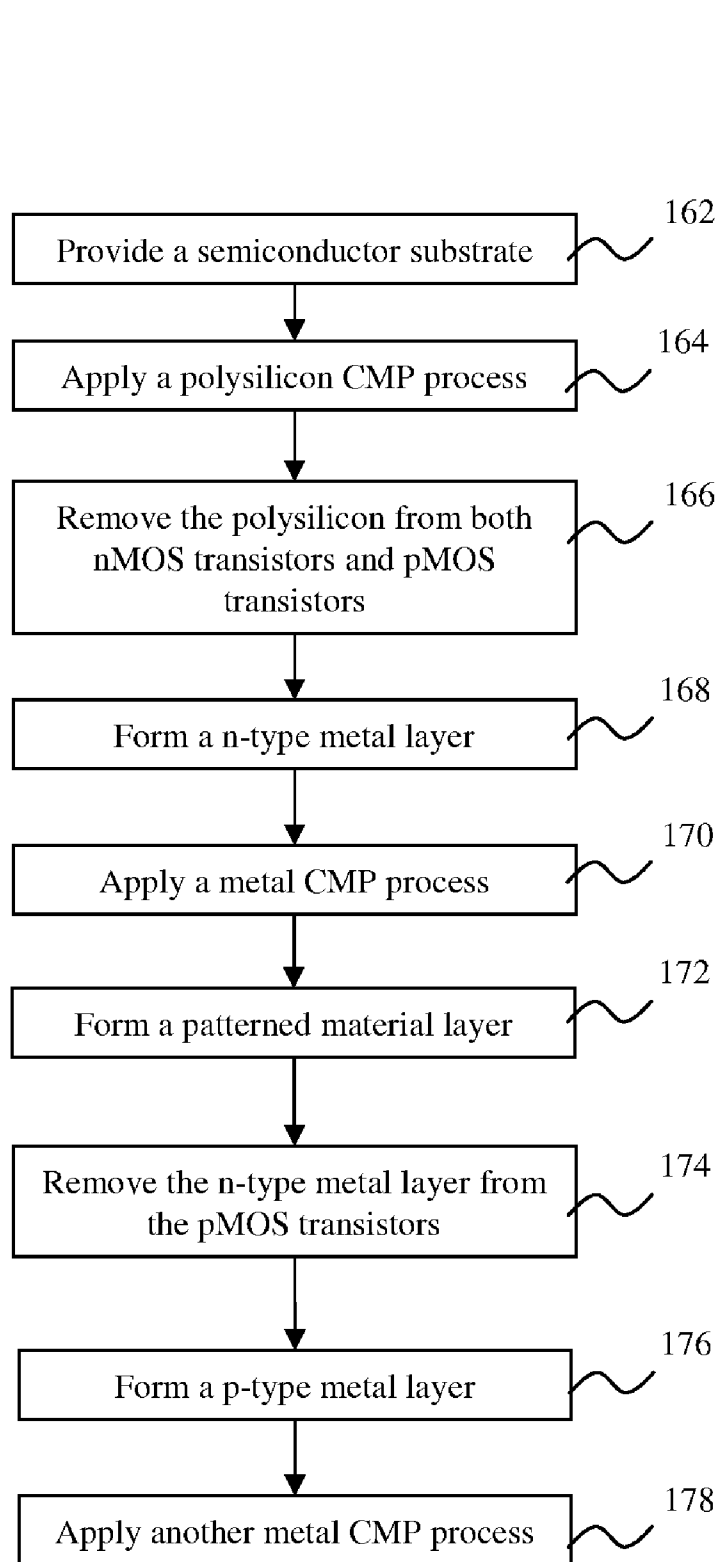 162
Provide a semiconductor substrate
164
Apply a polysilicon CMP process
166
Remove the polysilicon from both
nMOS transistors and pMOS
transistors
168
Form a n-type metal layer
170
Apply a metal CMP process
172
Form a patterned material layer
174
Remove the n-type metal layer from
the pMOS transistors
176
Form a p-type metal layer
178
Apply another metal CMP process